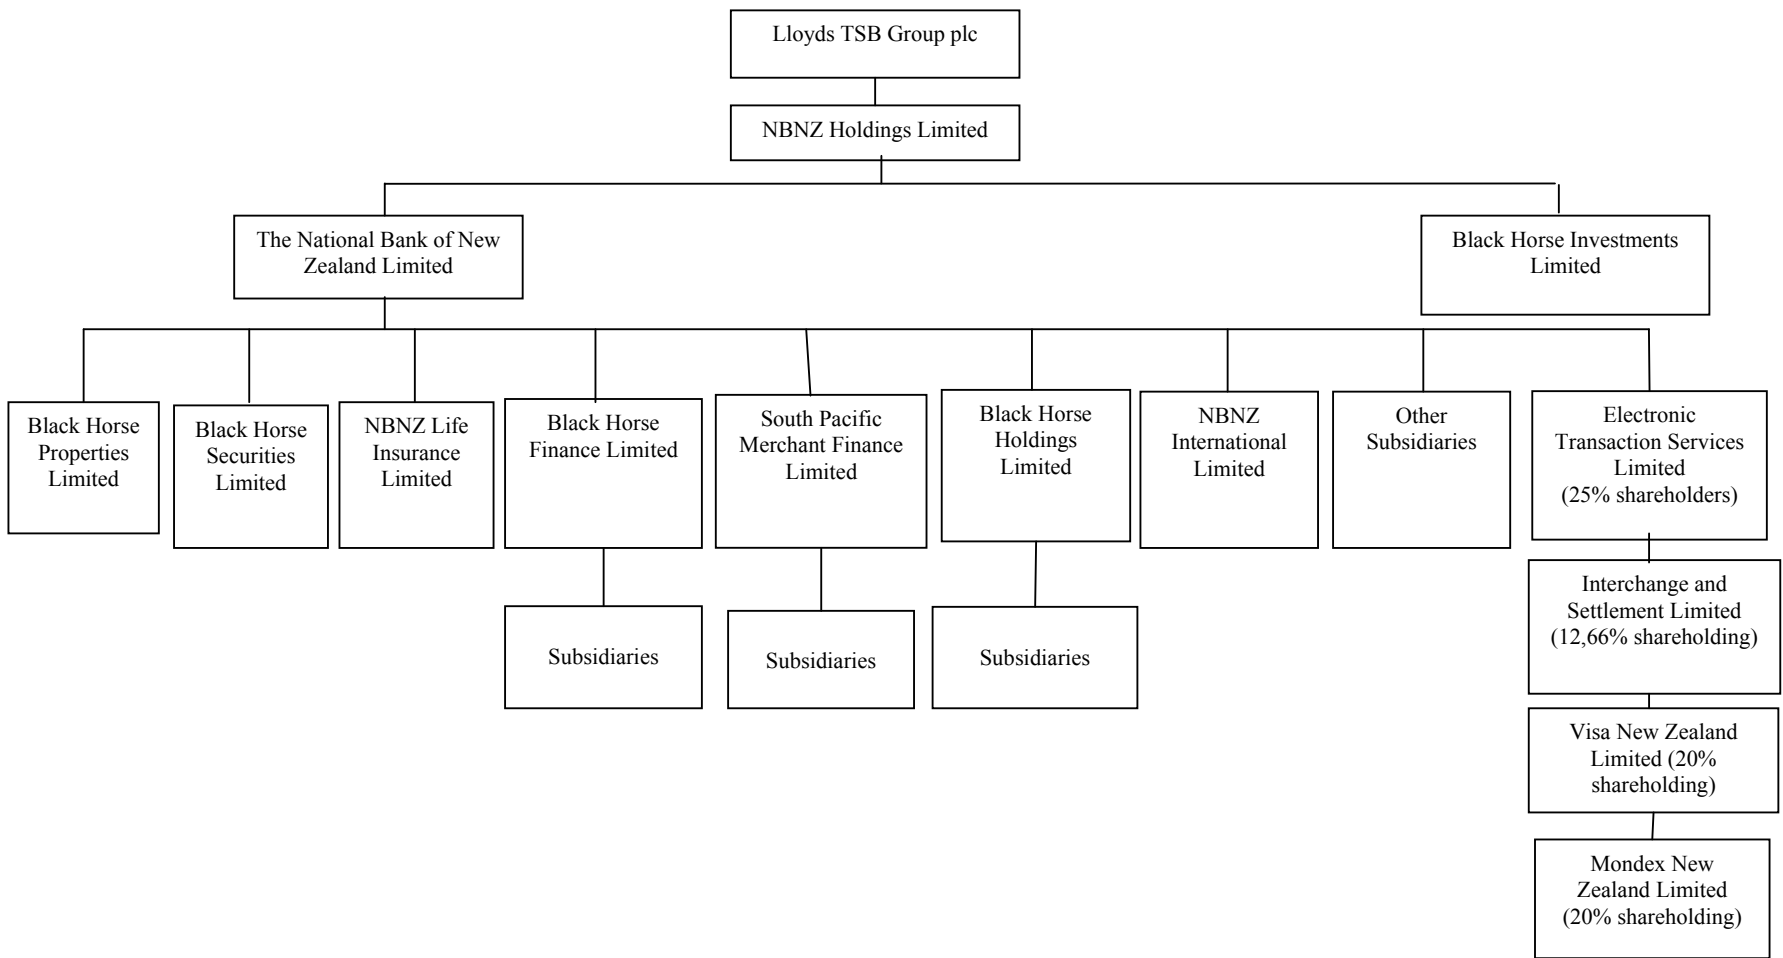 Lloyds TSB Group plc
NBNZ Holdings Limited
The National Bank of New
Zealand Limited
Black Horse Investments
Limited
Black Horse
Properties
Limited
Black Horse
Securities
Limited
NBNZ Life
Insurance
Limited
Black Horse
Finance Limited
South Pacific
Merchant Finance
Limited
Black Horse
Holdings
Limited
NBNZ
International
Limited
Other
Subsidiaries
Electronic
Transaction Services
Limited
(25% shareholders)
Subsidiaries
Subsidiaries
Subsidiaries
Interchange and
Settlement Limited
(12,66% shareholding)
Visa New Zealand
Limited (20%
shareholding)
Mondex New
Zealand Limited
(20% shareholding)